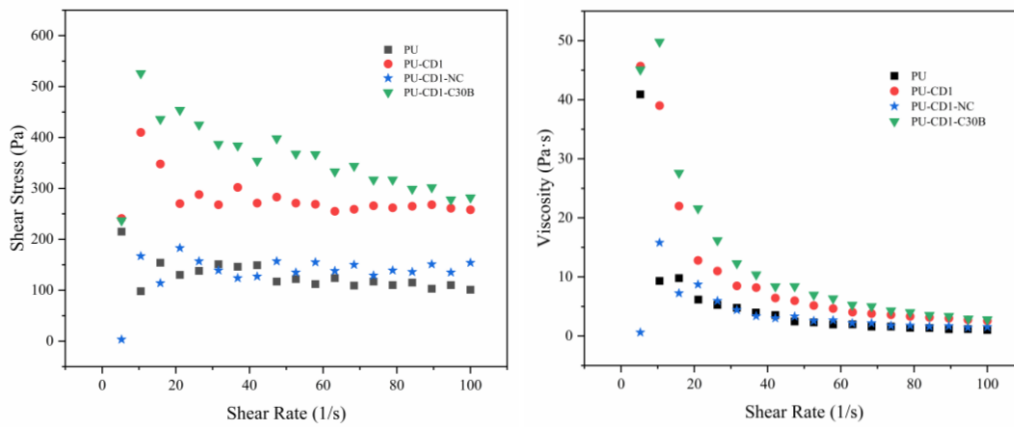 600
500
400
300
200
100
0
Shear Stress (Pa)
PU
PU-CD1
PU-CD1-NC
PU-CD1-C30B
0 20 40 60 80 100
Shear Rate (1/s)
50
40
30
20
10
0
Viscosity (Pa·s)
PU
PU-CD1
PU-CD1-NC
PU-CD1-C30B
0 20 40 60 80 100
Shear Rate (1/s)